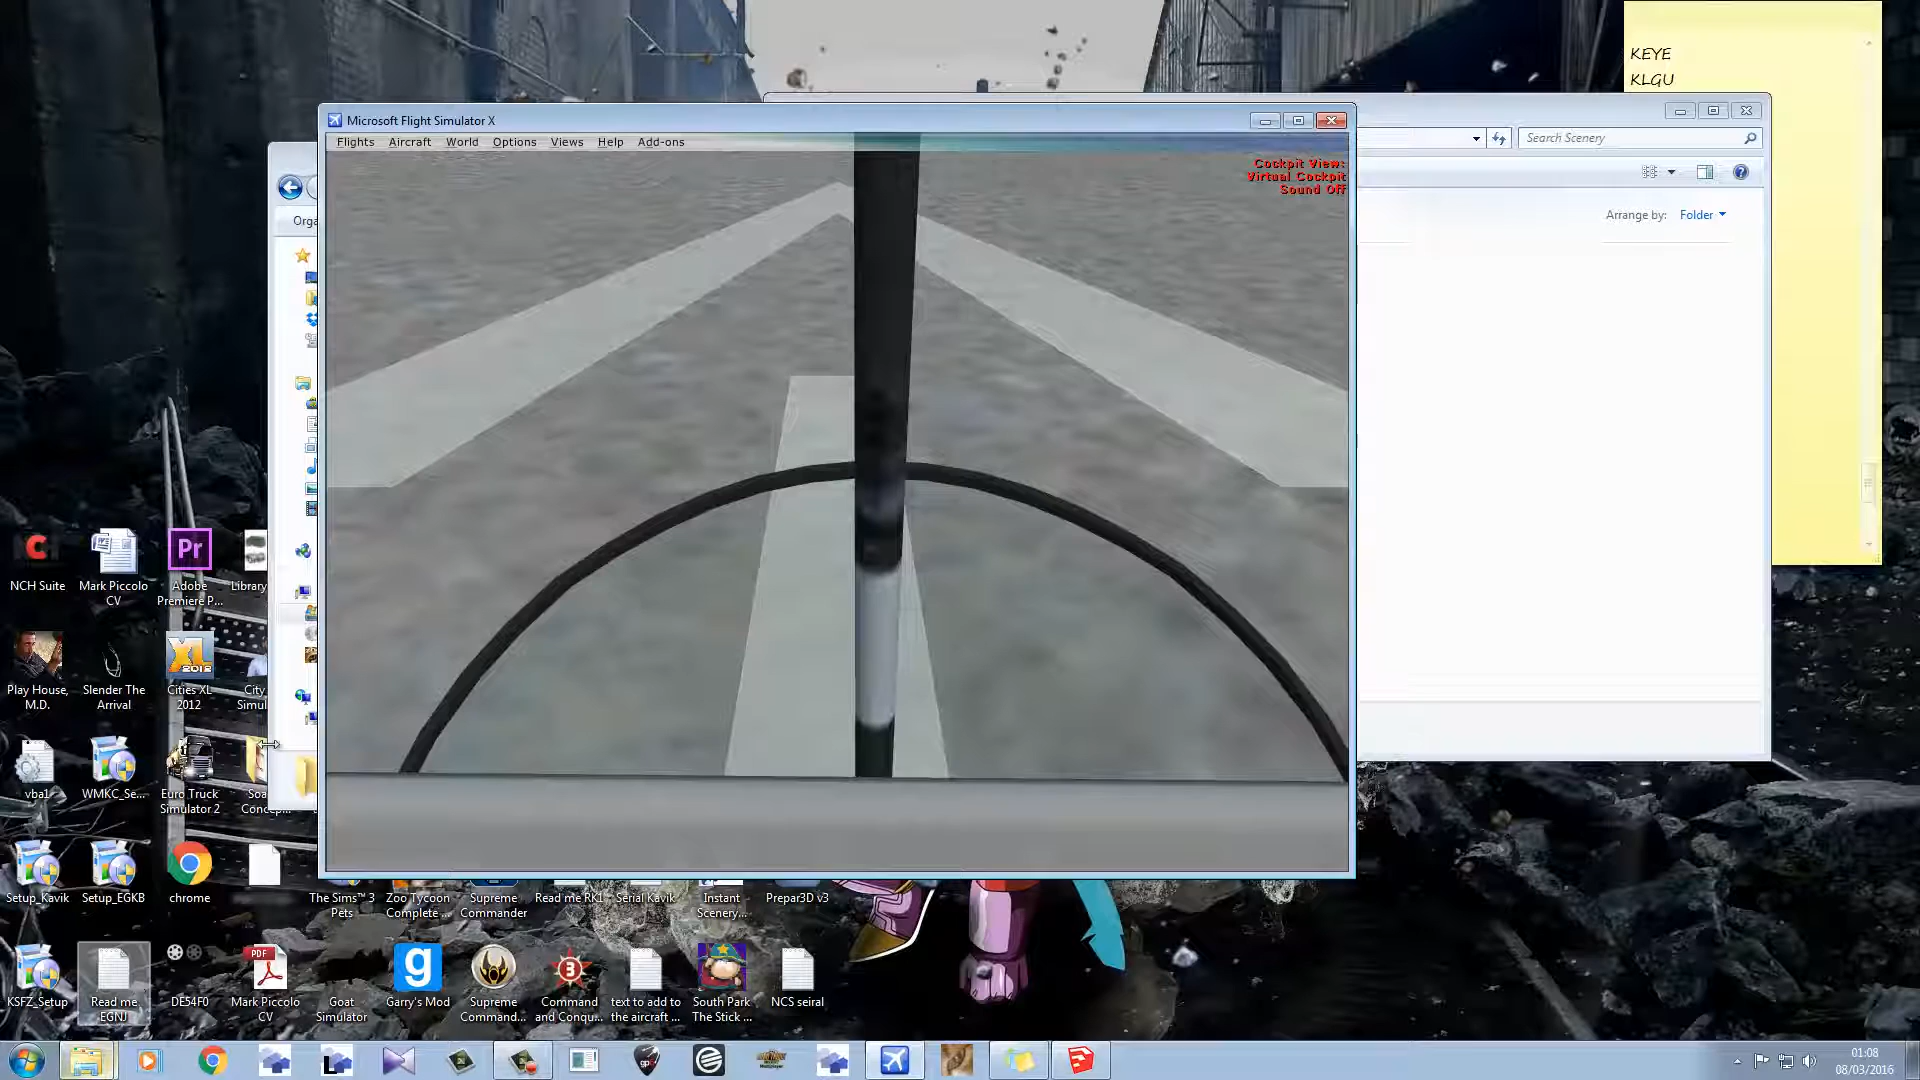 KEYE
KLGU
Microsoft Flight Simulator X
Search Scenery
Flights Aircraft World Options Views Help Add-ons
Cockpit View:
Virtual Cockpit
Sound Off
Orga
Arrange by: Folder
NCH Suite
Mark Piccolo
CV
Adobe
Premiere P...
Library
Play House,
M.D.
Slender The
Arrival
Cities XL
2012
City
Simul
vba1
WMKC_Se...
Euro Truck
Simulator 2
Soa
Concep...
Setup_Kavik
Setup_EGKB
chrome
The Sims™ 3
Pets
Zoo Tycoon
Complete ...
Supreme
Commander
Read me RK1
Serial Kavik
Instant
Scenery...
Prepar3D v3
KSFZ_Setup
Read me
EGNJ
DE54F0
Mark Piccolo
CV
Goat
Simulator
Garry's Mod
Supreme
Command...
Command
and Conqu...
text to add to
the aircraft ...
South Park
The Stick ...
NCS seiral
01:08
08/03/2016